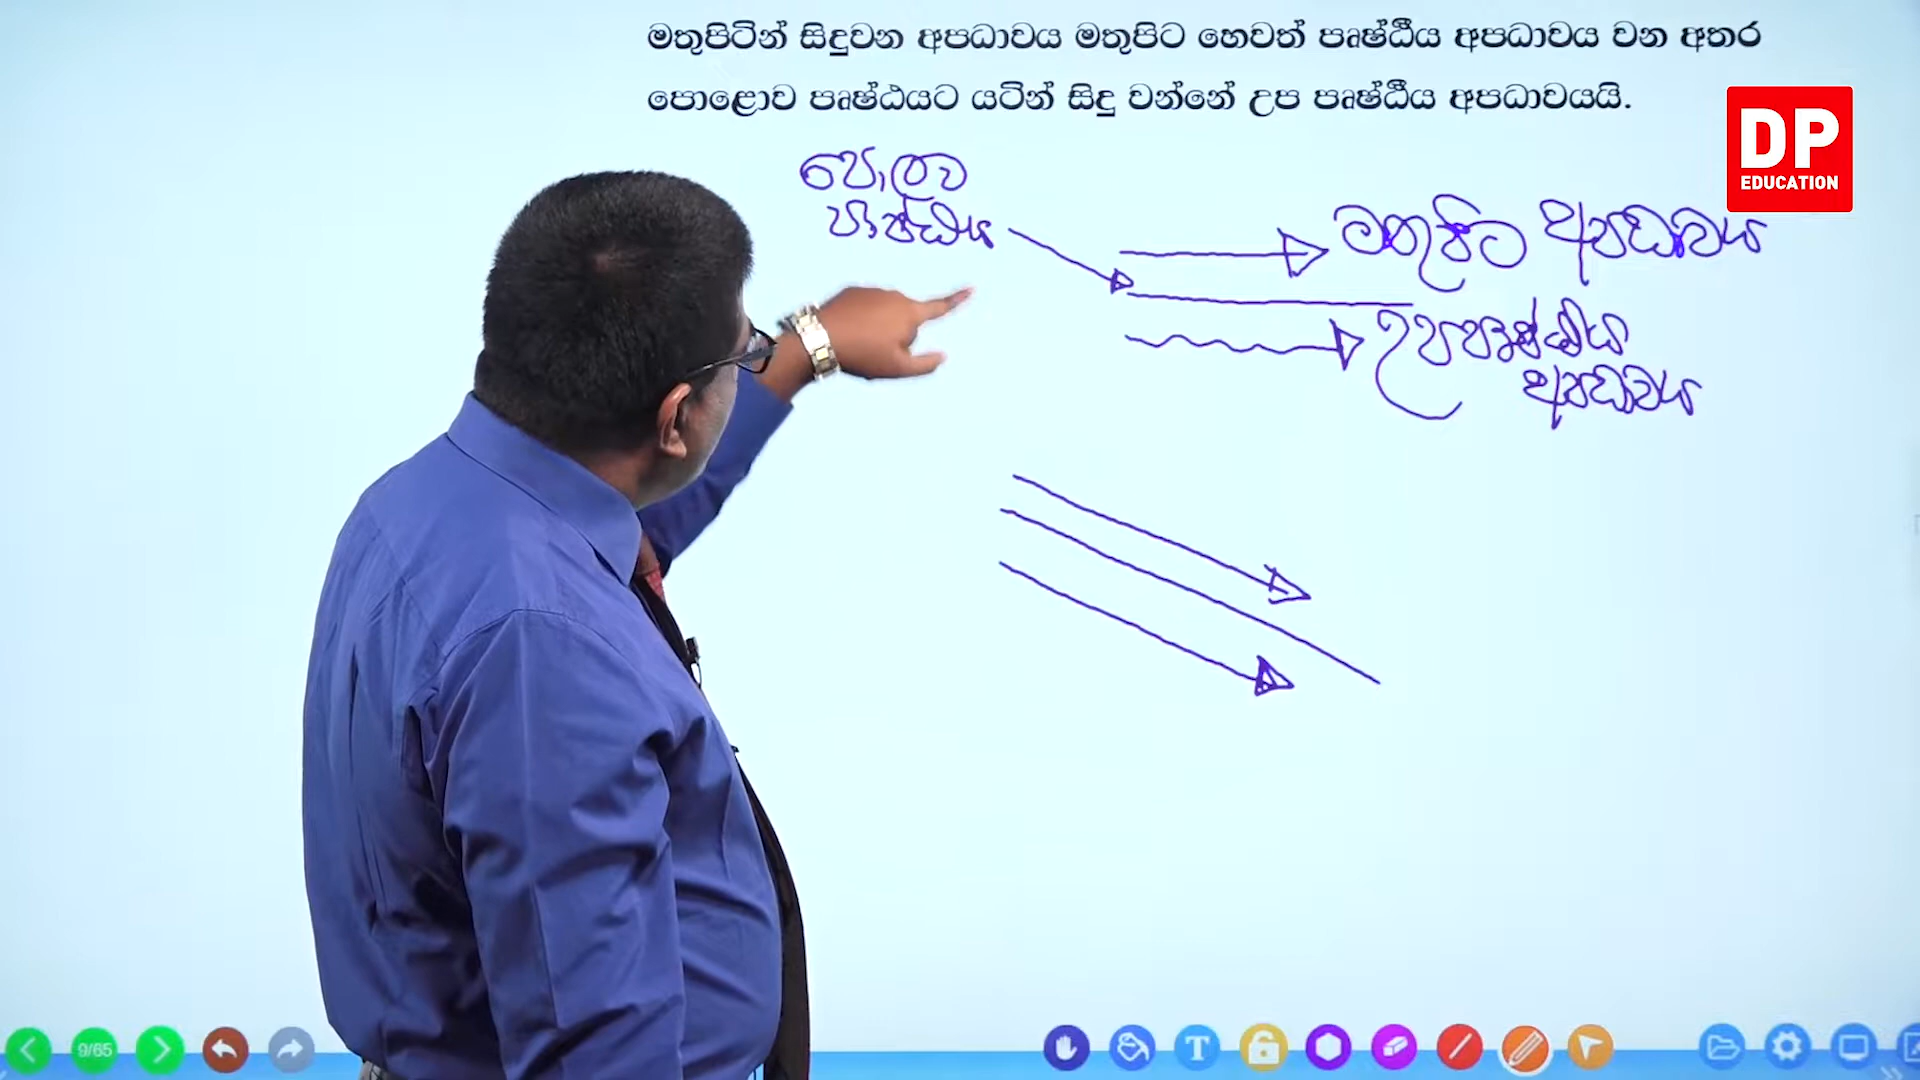 මතුපිටින් සිදුවන අපධාවය මතුපිට හෙවත් පෘෂ්ඨීය අපධාවය වන අතර
පොළොව පෘෂ්ඨයට යටින් සිදු වන්නේ උප පෘෂ්ඨීය අපධාවයයි.
DP
EDUCATION
පොලව
පෘෂ්ඨය
මතුපිට අපධාවය
උපපෘෂ්ඨීය
අපධාවය
9/65
T